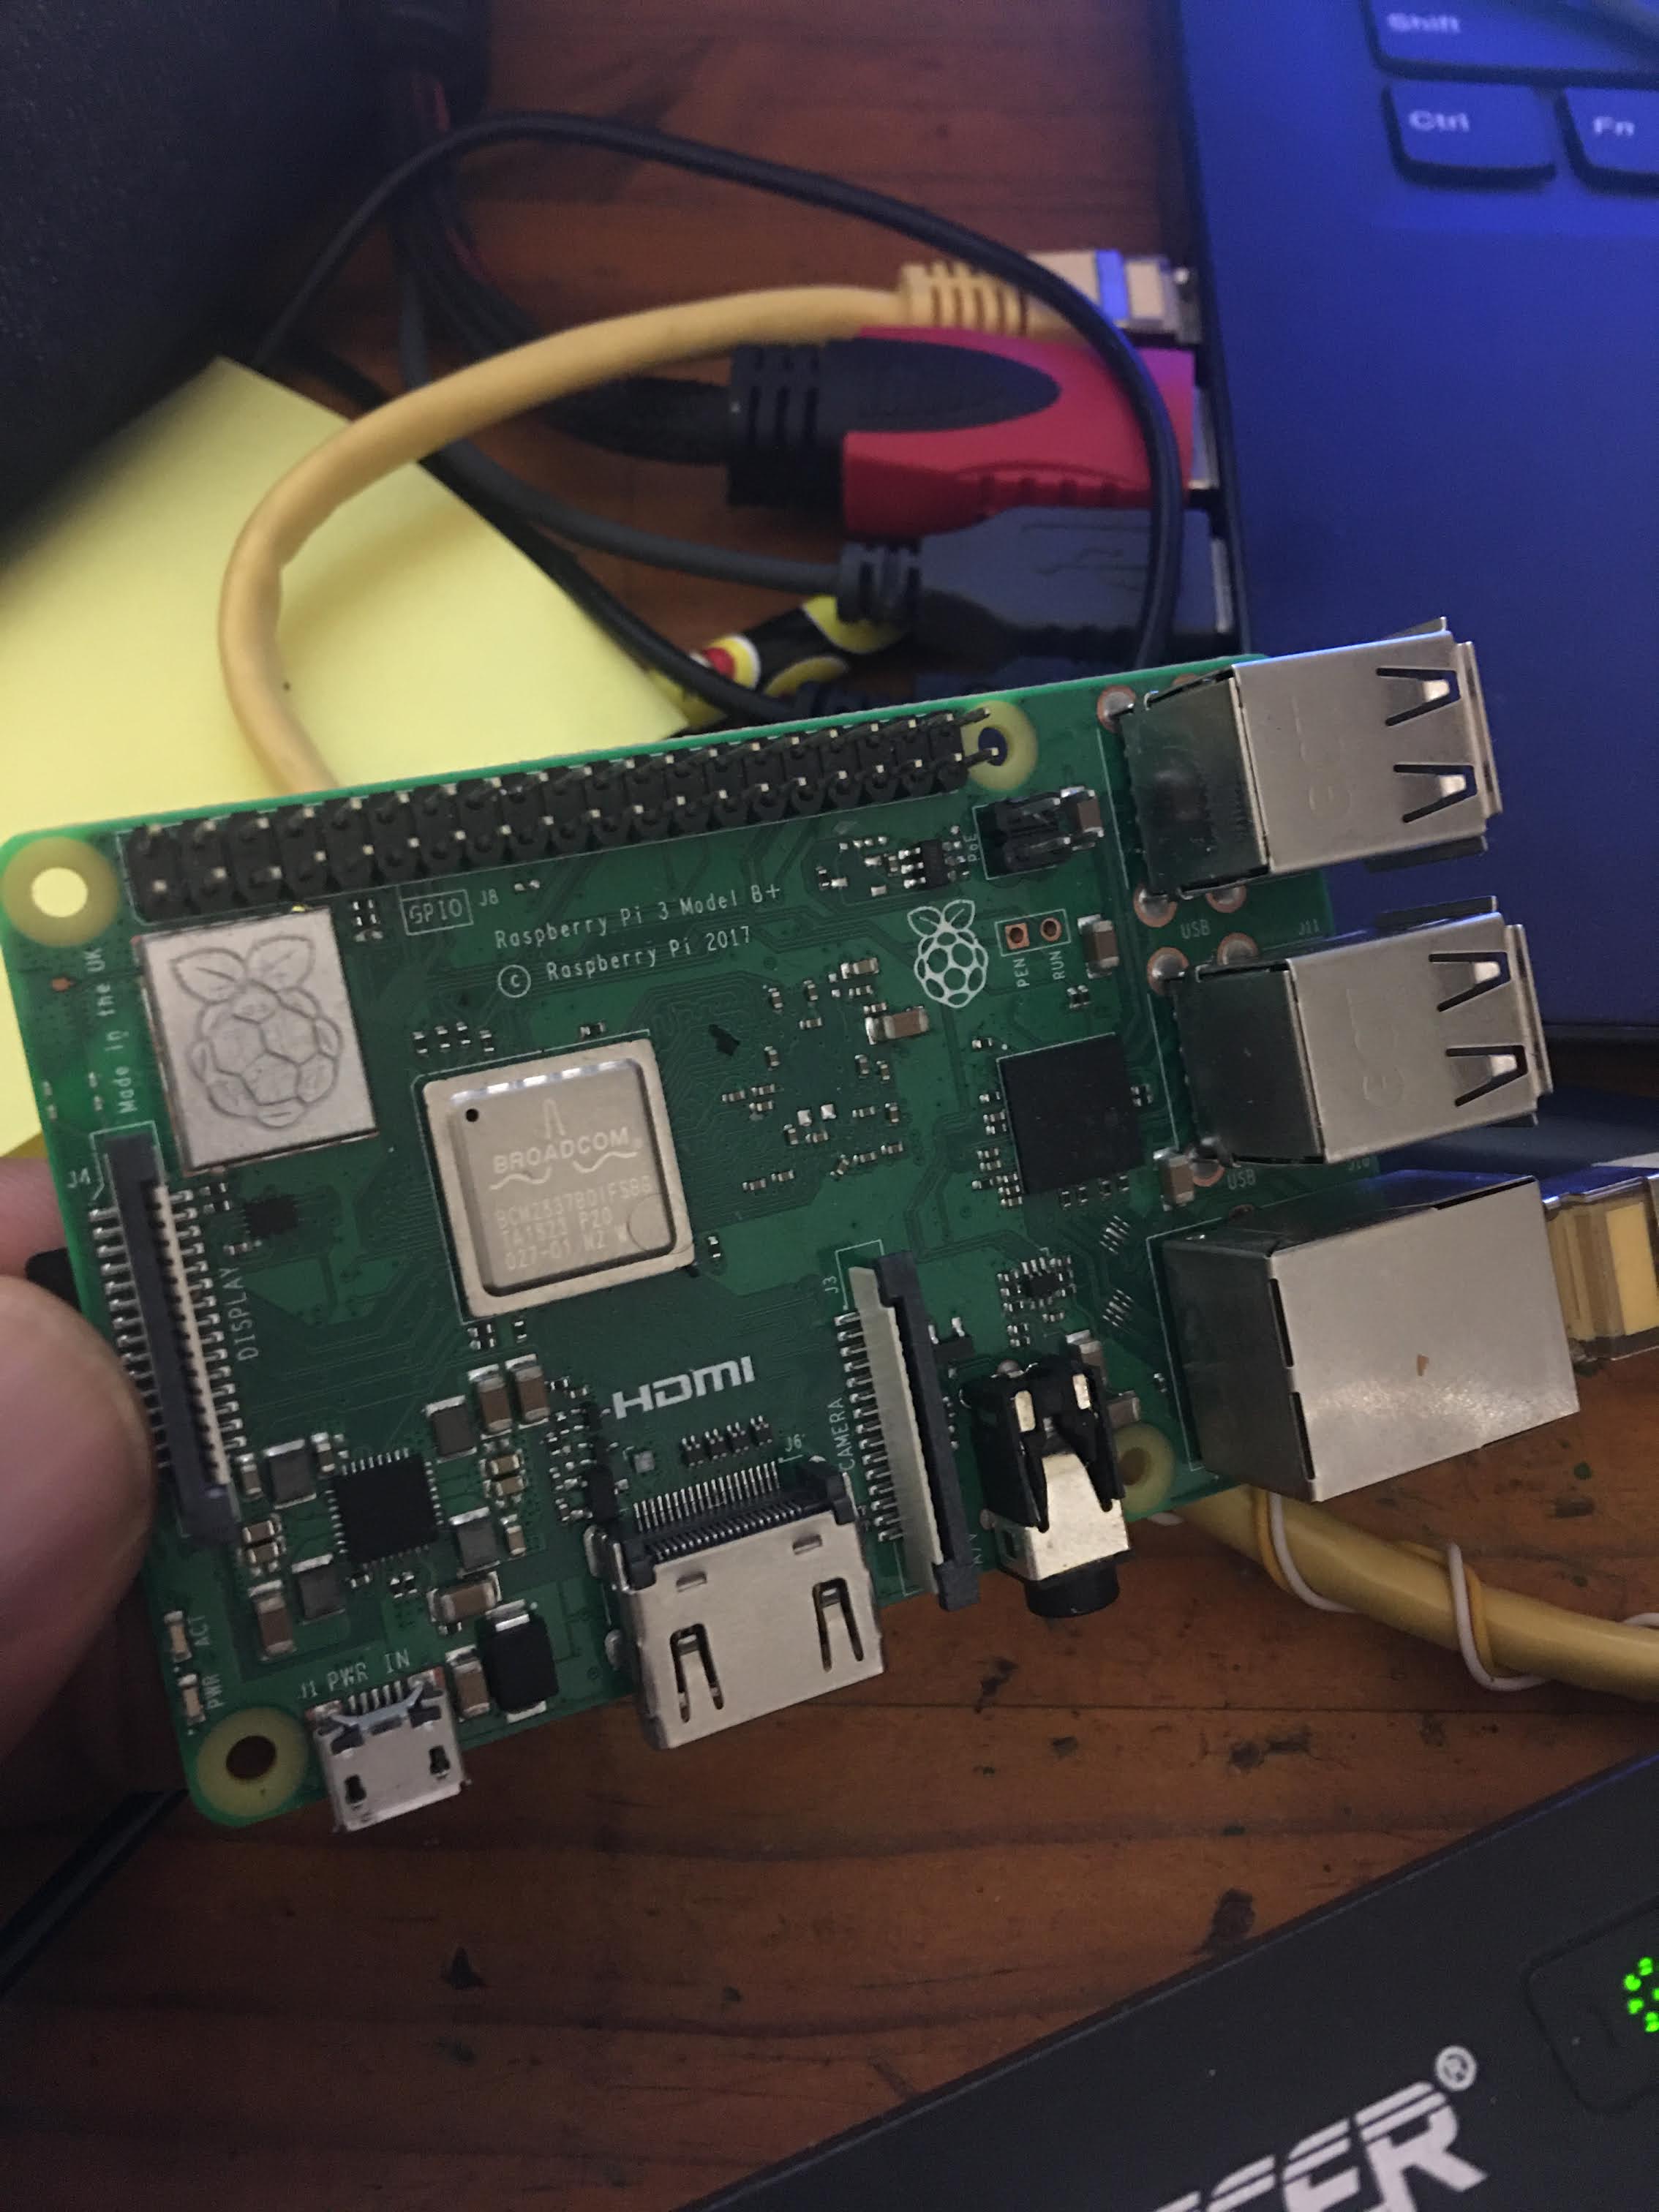 Shift
Ctrl
Fn
GPIO
J8
Raspberry Pi 3 Model B+
© Raspberry Pi 2017
PoE
PEN
RUN
USB
J11
Made in the UK
BROADCOM
J4
DISPLAY
USB
J3
CAMERA
HDMI
J6
ACT
PWR
J1 PWR IN